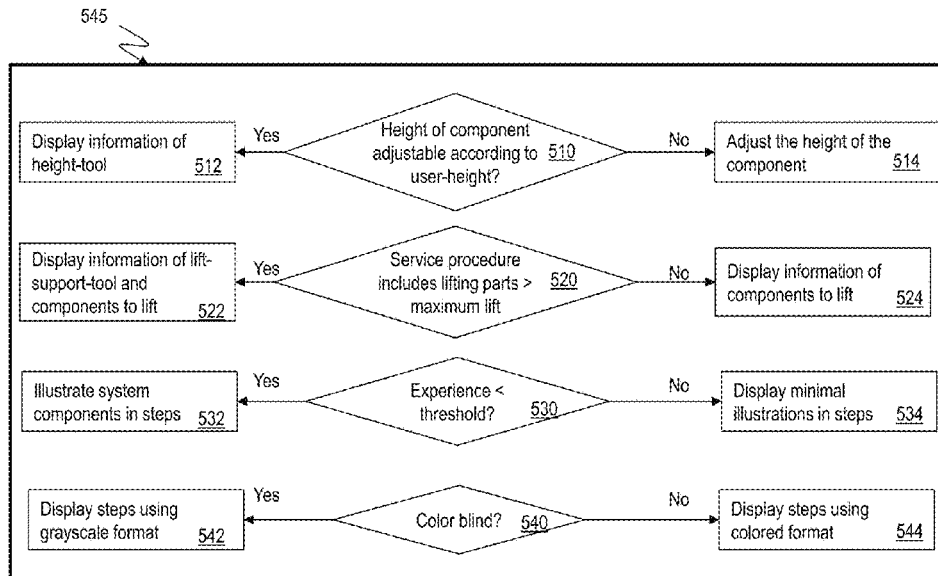 545
Display information of
height-tool 512
Yes
Height of component
adjustable according to 510
user-height?
No
Adjust the height of the
component 514
Display information of lift-
support-tool and
components to lift 522
Yes
Service procedure
includes lifting parts > 520
maximum lift
No
Display information of
components to lift 524
Illustrate system
components in steps 532
Yes
Experience <
threshold? 530
No
Display minimal
illustrations in steps 534
Display steps using
grayscale format 542
Yes
Color blind? 540
No
Display steps using
colored format 544